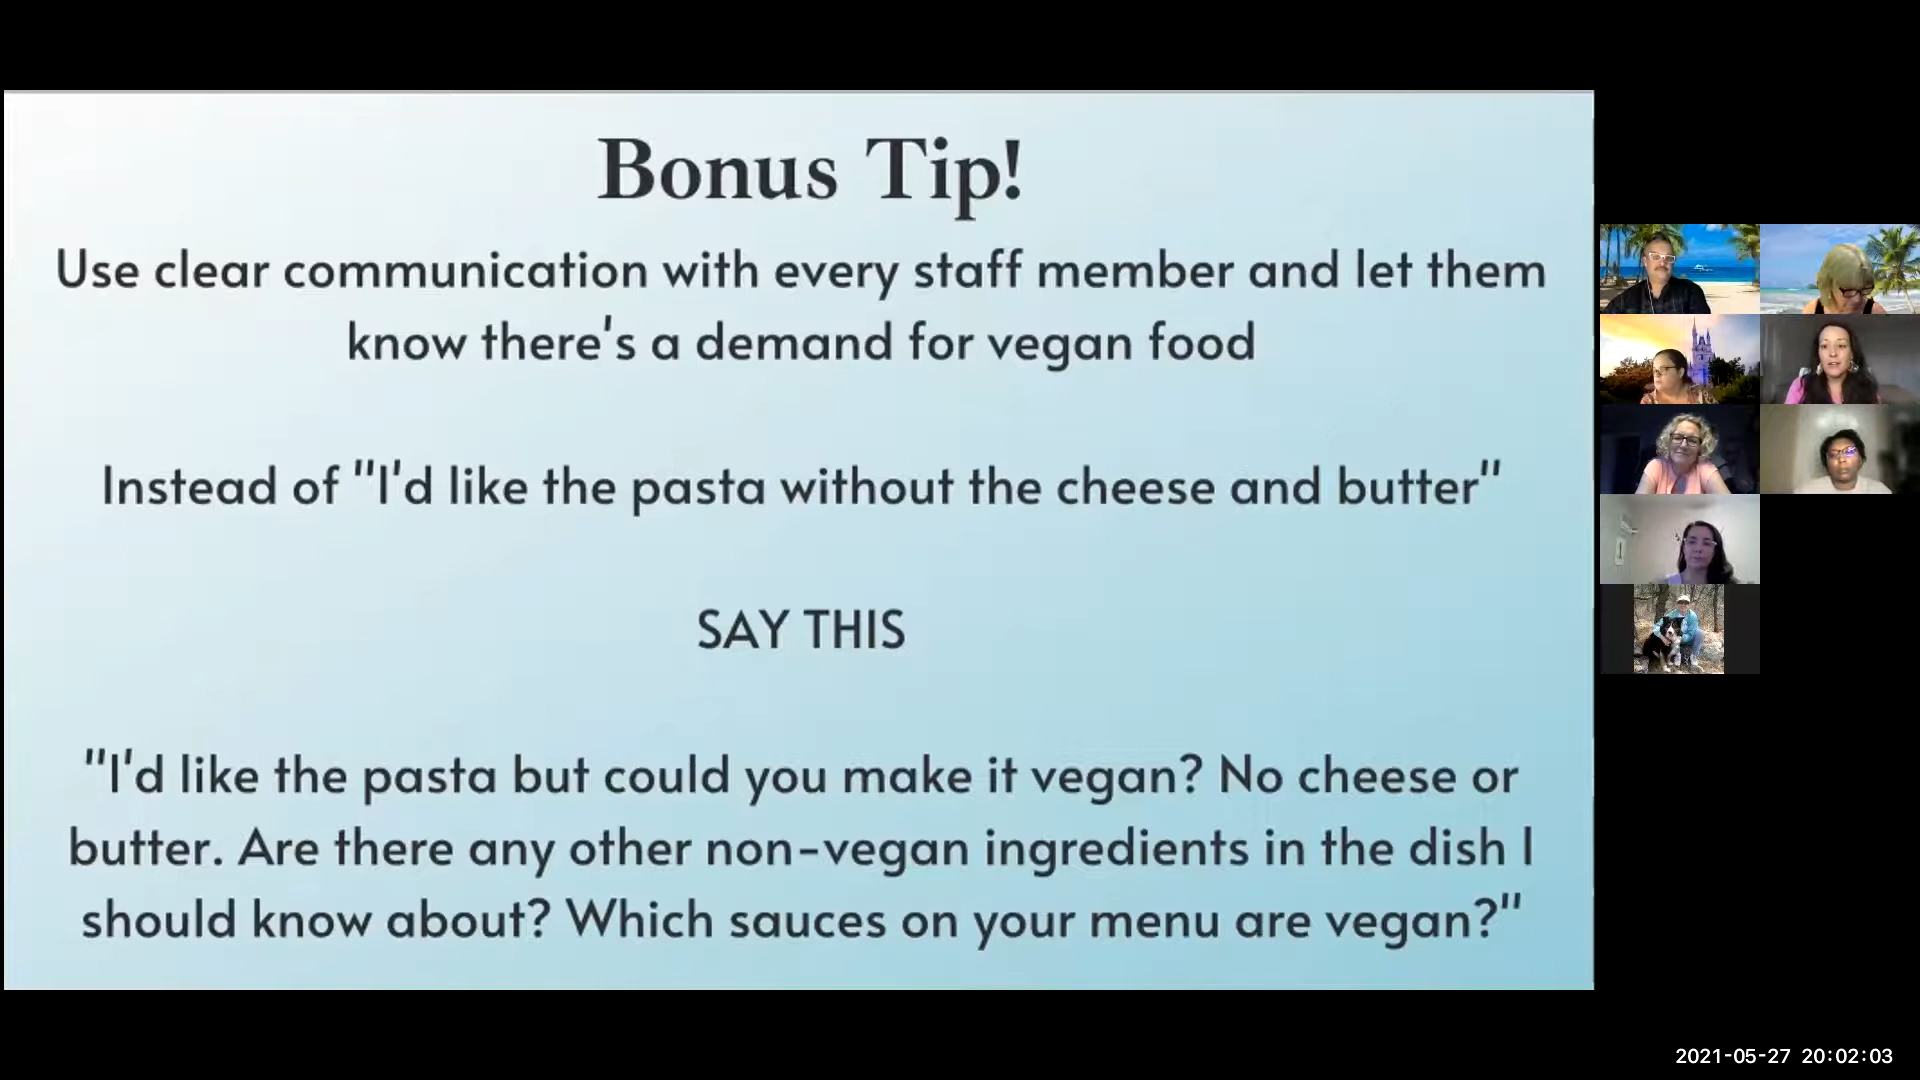 Bonus Tip!
Use clear communication with every staff member and let them
know there's a demand for vegan food
Instead of "I'd like the pasta without the cheese and butter"
SAY THIS
"I'd like the pasta but could you make it vegan? No cheese or
butter. Are there any other non-vegan ingredients in the dish I
should know about? Which sauces on your menu are vegan?"
2021-05-27 20:02:03